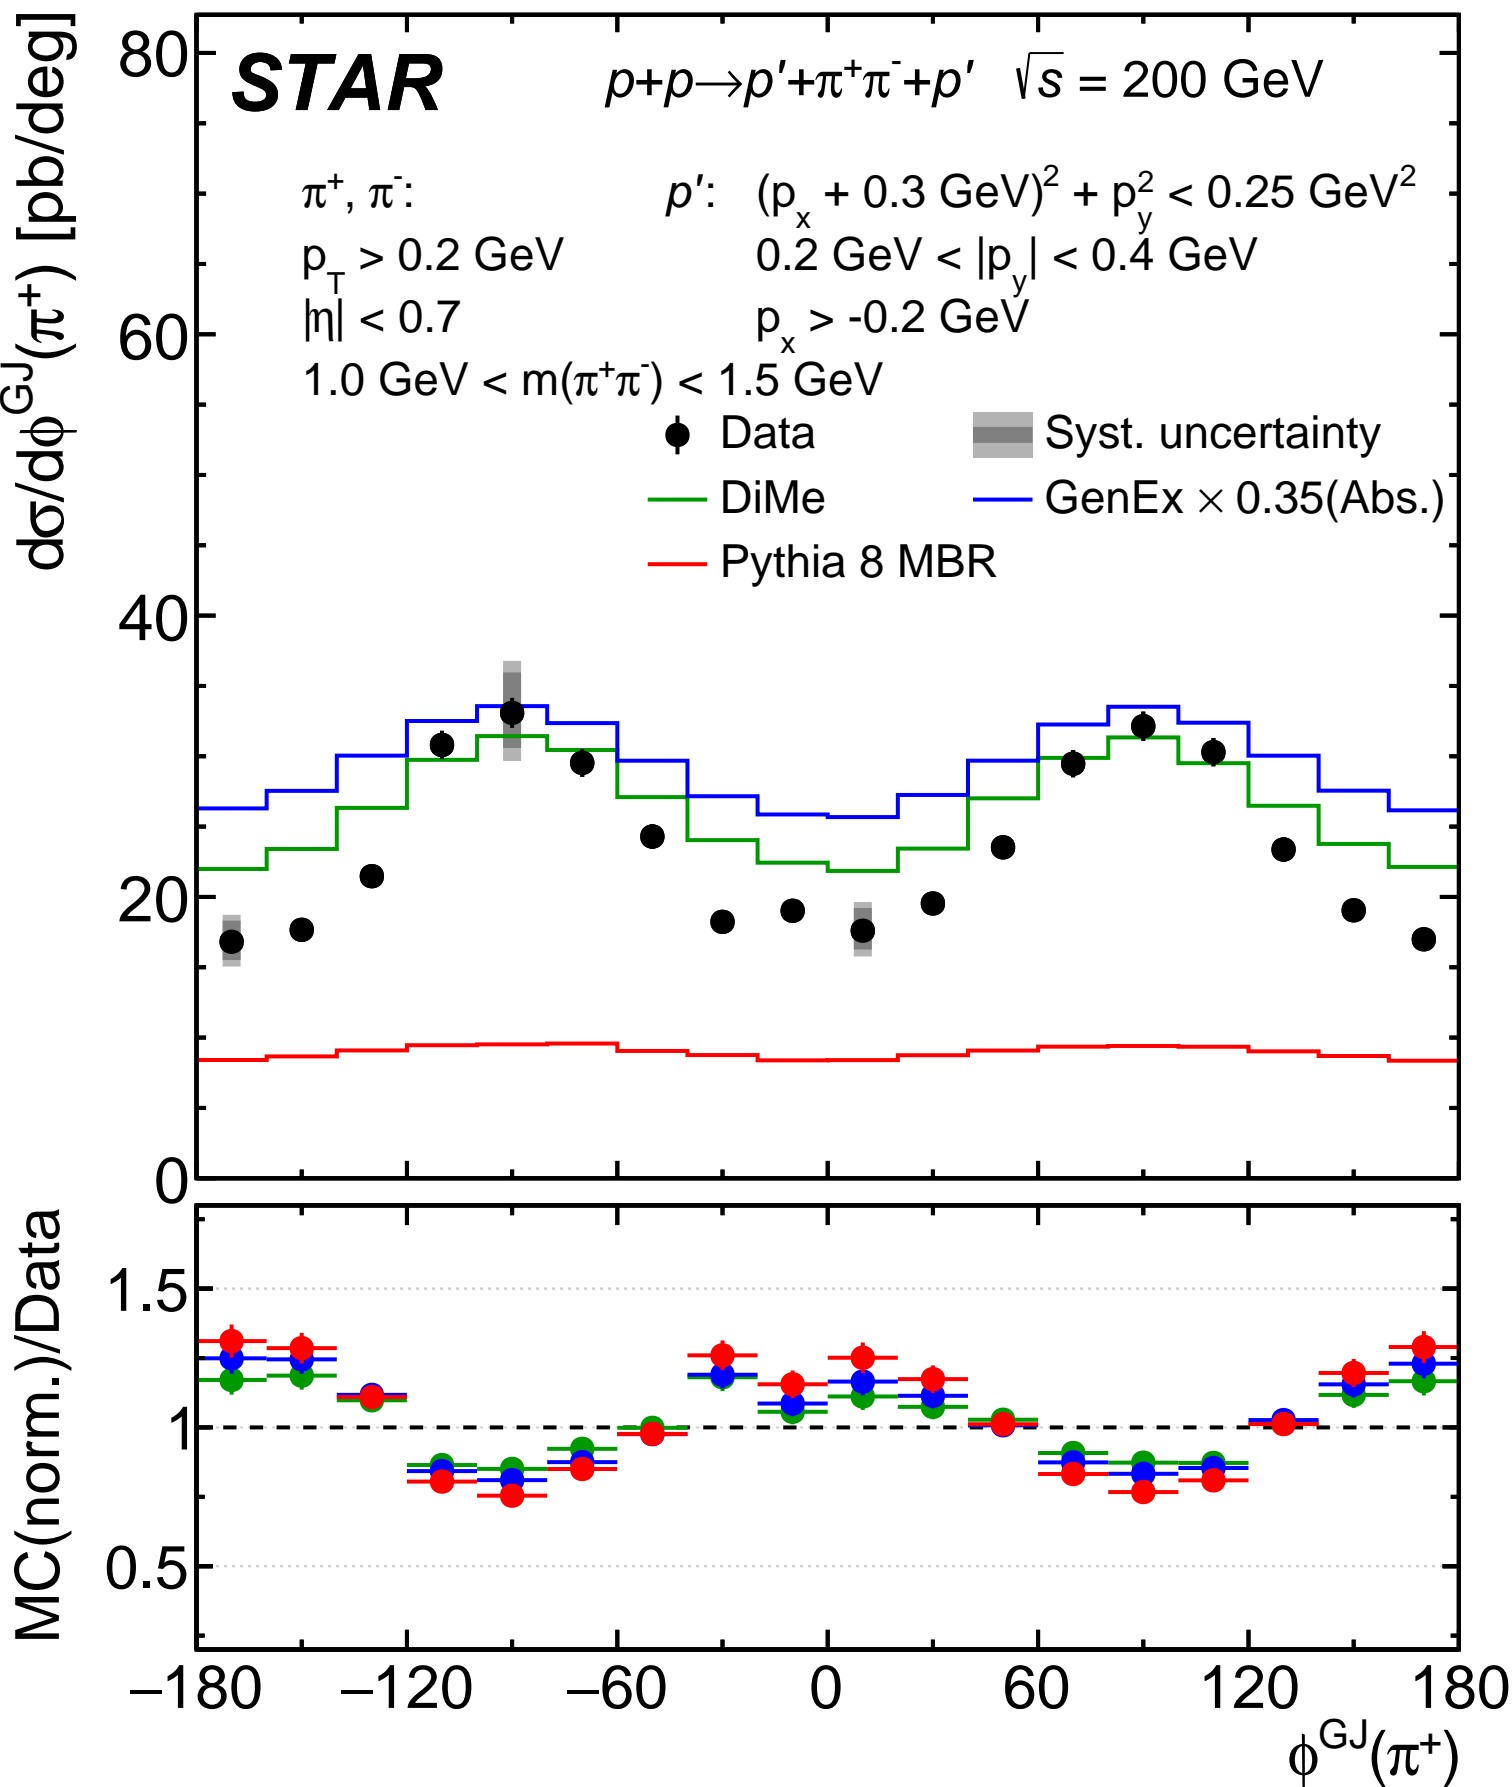 STAR p+p→p′+π⁺π⁻+p′ √s = 200 GeV
π⁺, π⁻: p′: (pₓ + 0.3 GeV)² + p_y² < 0.25 GeV²
p_T > 0.2 GeV 0.2 GeV < |p_y| < 0.4 GeV
|η| < 0.7 pₓ > -0.2 GeV
1.0 GeV < m(π⁺π⁻) < 1.5 GeV
Data Syst. uncertainty
DiMe GenEx × 0.35(Abs.)
Pythia 8 MBR
dσ/dϕ^GJ(π⁺) [pb/deg]
80
60
40
20
0
MC(norm.)/Data
1.5
1
0.5
−180 −120 −60 0 60 120 180
ϕ^GJ(π⁺)